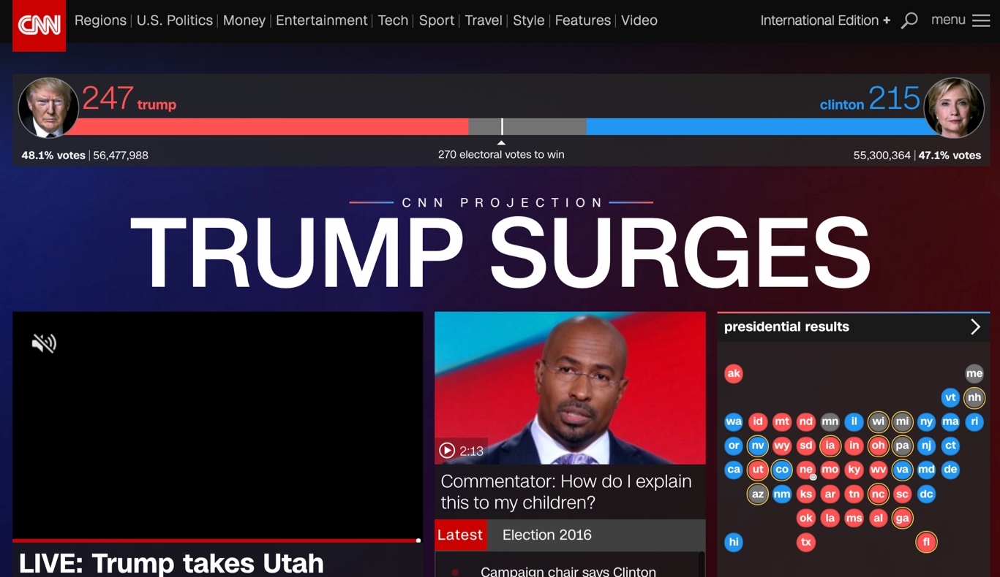 CNN
Regions | U.S. Politics | Money | Entertainment | Tech | Sport | Travel | Style | Features | Video
International Edition +
menu
247 trump
clinton 215
48.1% votes | 56,477,988
270 electoral votes to win
55,300,364 | 47.1% votes
CNN PROJECTION
TRUMP SURGES
2:13
Commentator: How do I explain
this to my children?
Latest
Election 2016
Campaign chair says Clinton
LIVE: Trump takes Utah
presidential results
ak me
vt nh
wa id mt nd mn il wi mi ny ma ri
or nv wy sd ia in oh pa nj ct
ca ut co ne mo ky wv va md de
az nm ks ar tn nc sc dc
ok la ms al ga
hi tx fl